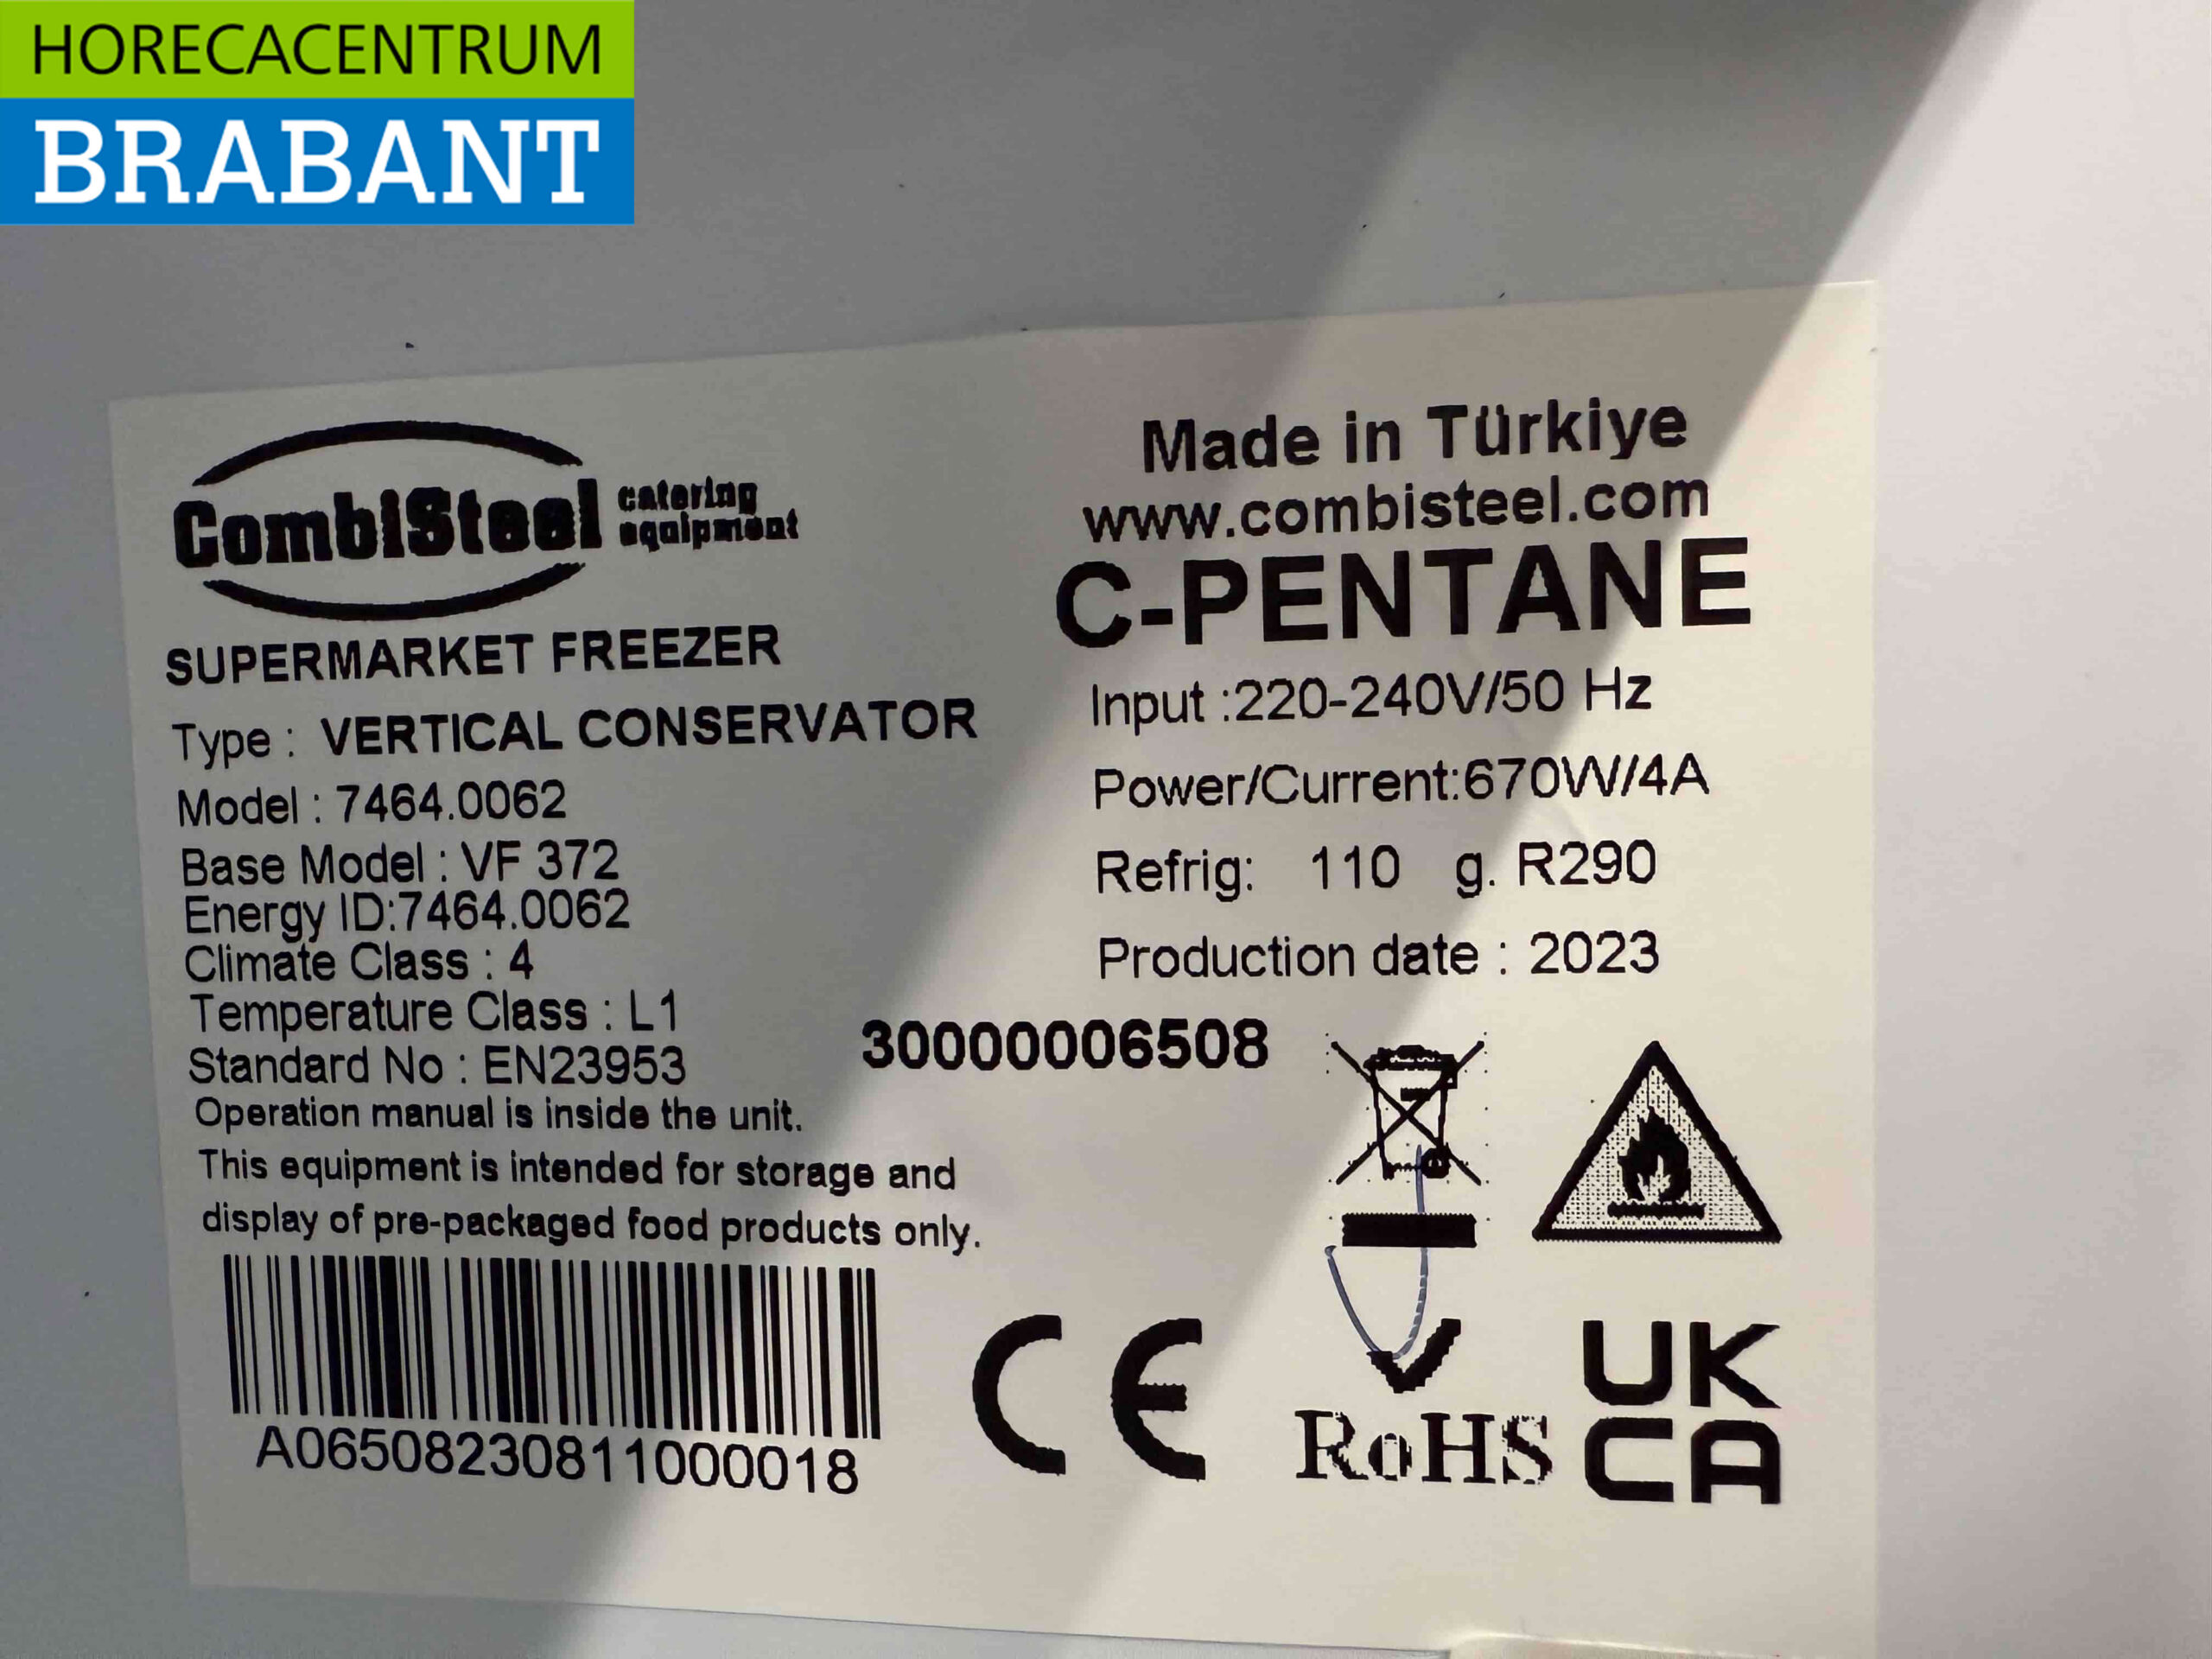 HORECACENTRUM
BRABANT
CombiSteel catering equipment
SUPERMARKET FREEZER
Type : VERTICAL CONSERVATOR
Model : 7464.0062
Base Model : VF 372
Energy ID:7464.0062
Climate Class : 4
Temperature Class : L1
Standard No : EN23953
Operation manual is inside the unit.
This equipment is intended for storage and
display of pre-packaged food products only.
A06508230811000018
Made in Türkiye
www.combisteel.com
C-PENTANE
Input :220-240V/50 Hz
Power/Current:670W/4A
Refrig: 110 g. R290
Production date : 2023
30000006508
CE
RoHS
UK
CA